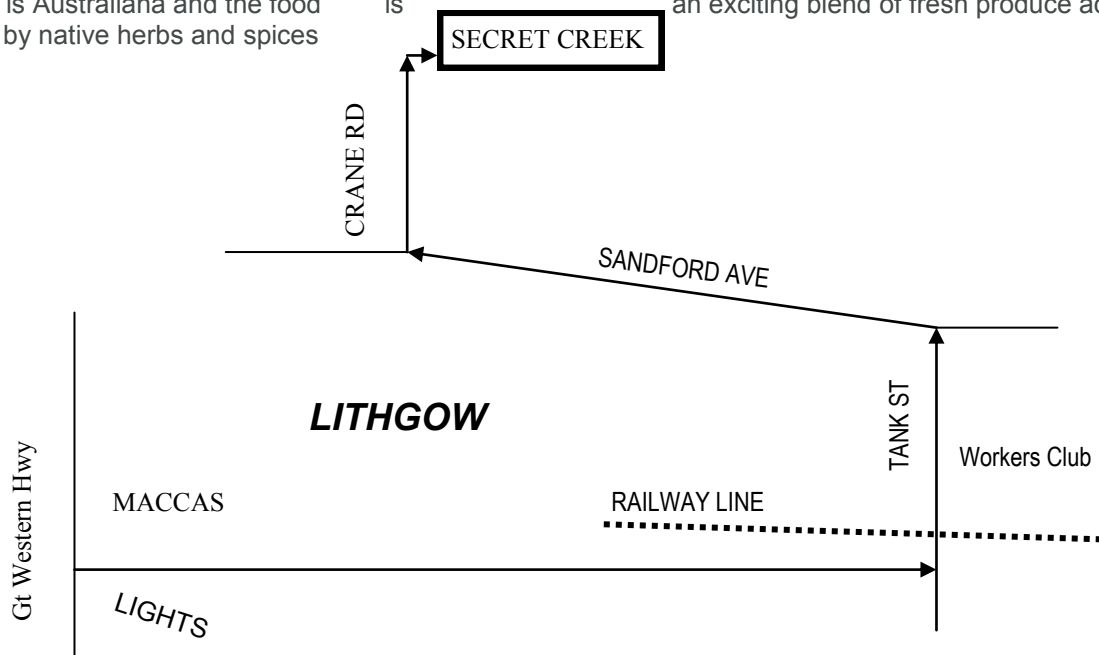 is Australiana and the food is an exciting blend of fresh produce
by native herbs and spices
SECRET CREEK
CRANE RD
SANDFORD AVE
LITHGOW
TANK ST
Workers Club
Gt Western Hwy
MACCAS
RAILWAY LINE
LIGHTS